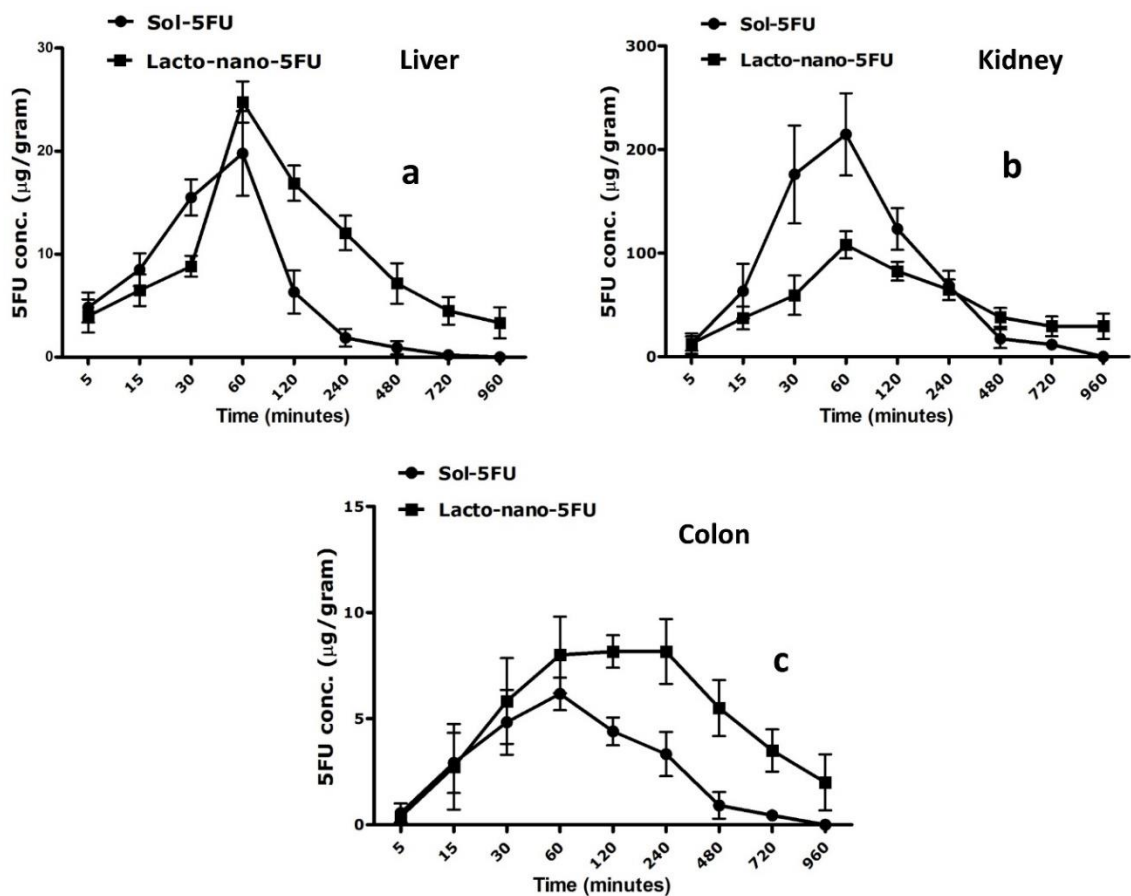 Sol-5FU
Lacto-nano-5FU
Liver
a
5FU conc. (μg/gram)
30
20
10
0
5 15 30 60 120 240 480 720 960
Time (minutes)
Sol-5FU
Lacto-nano-5FU
Kidney
b
5FU conc. (μg/gram)
300
200
100
0
5 15 30 60 120 240 480 720 960
Time (minutes)
Sol-5FU
Lacto-nano-5FU
Colon
c
5FU conc. (μg/gram)
15
10
5
0
5 15 30 60 120 240 480 720 960
Time (minutes)